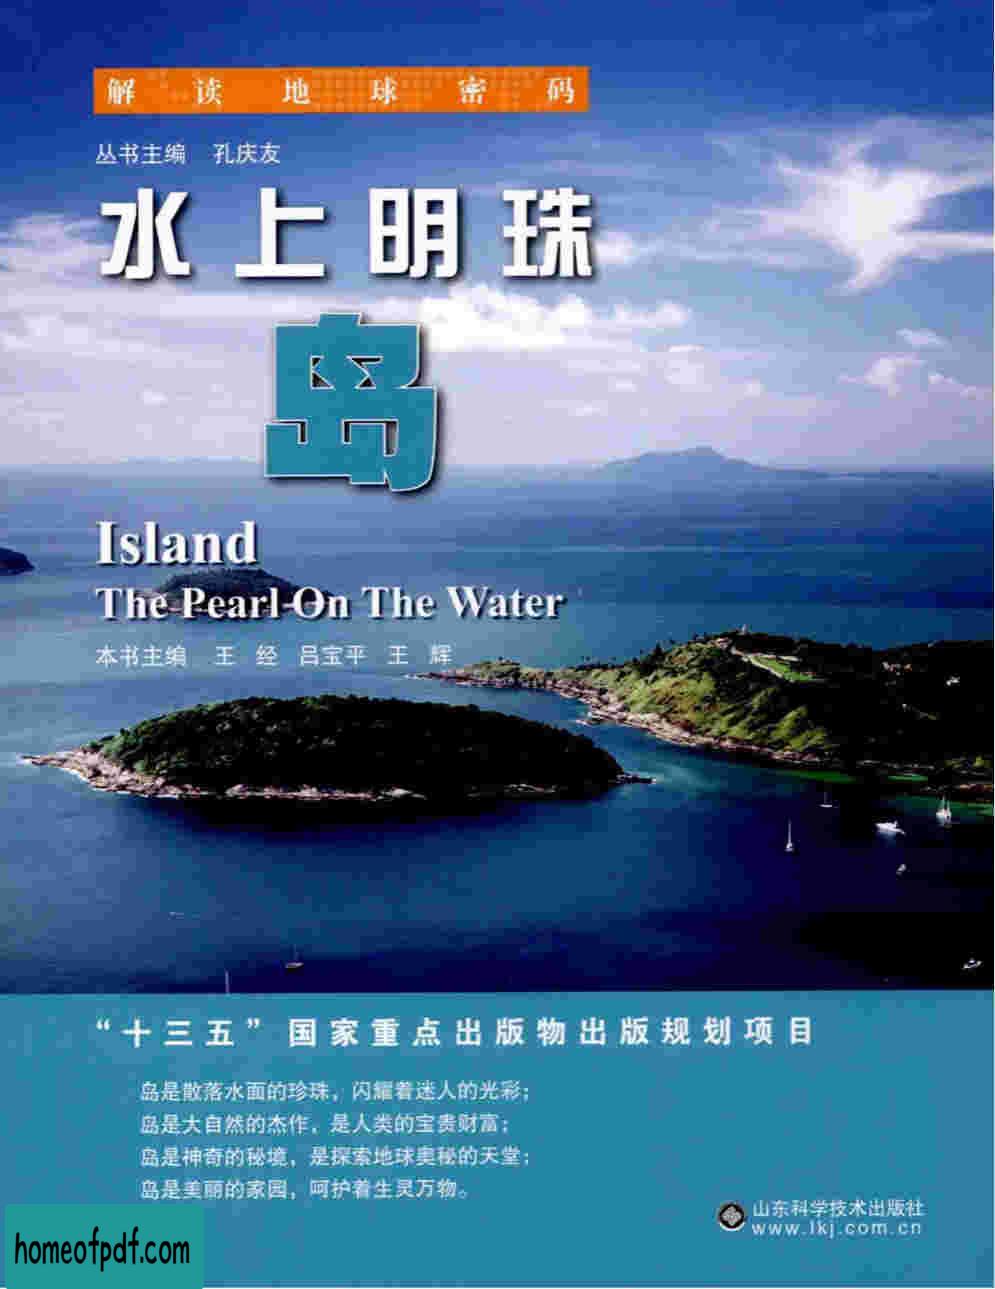 解读地球密码
丛书主编 孔庆友
水上明珠
岛
Island
The Pearl On The Water
本书主编 王 经 吕宝平 王 辉
“十三五”国家重点出版物出版规划项目
岛是散落水面的珍珠，闪耀着迷人的光彩；
岛是大自然的杰作，是人类的宝贵财富；
岛是神奇的秘境，是探索地球奥秘的天堂；
岛是美丽的家园，呵护着生灵万物。
山东科学技术出版社
www.lkj.com.cn
homeofpdf.com